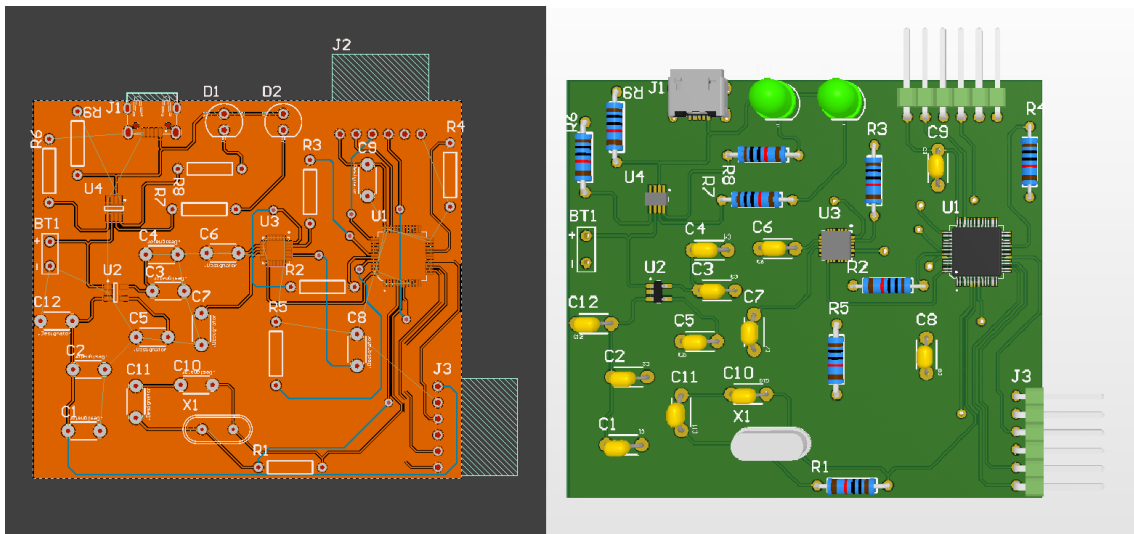 J2
J1
D1
D2
R9
R6
R4
R3
C9
U4
R8
R7
BT1
+
-
U1
U3
C4
C6
R2
U2
C3
C12
C7
R5
C5
C8
C2
C10
C11
J3
X1
C1
R1
J1
R9
R6
R4
R3
C9
U4
R8
R7
BT1
+
-
U1
U3
C4
C6
R2
U2
C3
C12
C7
R5
C5
C8
C2
C10
C11
J3
X1
C1
R1